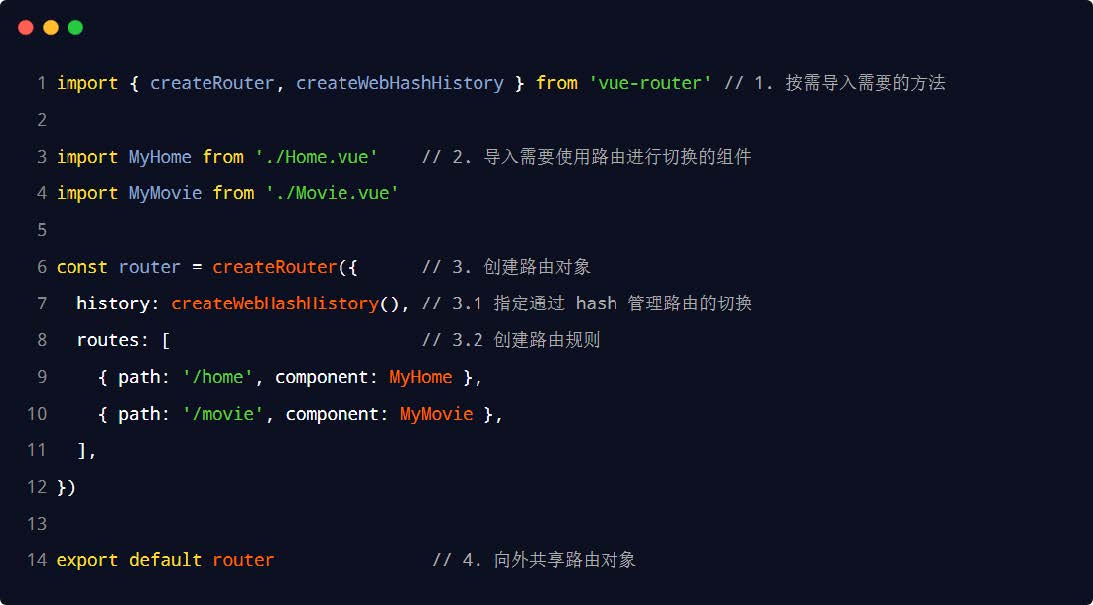 1 import { createRouter, createWebHashHistory } from 'vue-router' // 1. 按需导入需要的方法
2
3 import MyHome from './Home.vue'    // 2. 导入需要使用路由进行切换的组件
4 import MyMovie from './Movie.vue'
5
6 const router = createRouter({      // 3. 创建路由对象
7   history: createWebHashHistory(), // 3.1 指定通过 hash 管理路由的切换
8   routes: [                        // 3.2 创建路由规则
9     { path: '/home', component: MyHome },
10     { path: '/movie', component: MyMovie },
11   ],
12 })
13
14 export default router               // 4. 向外共享路由对象